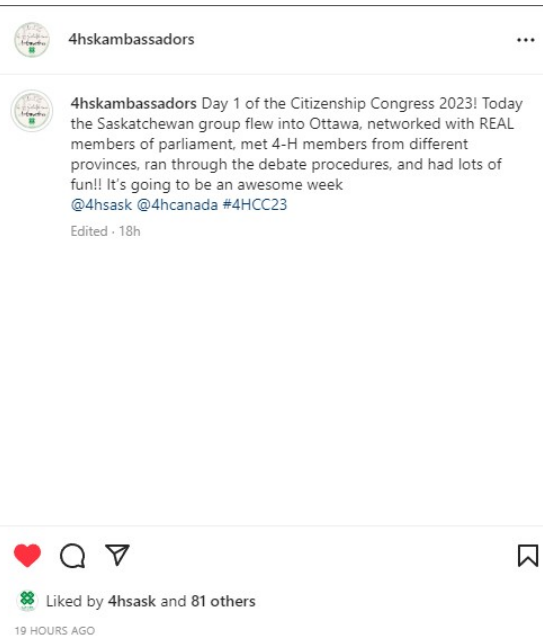 4hskambassadors
4hskambassadors Day 1 of the Citizenship Congress 2023! Today
the Saskatchewan group flew into Ottawa, networked with REAL
members of parliament, met 4-H members from different
provinces, ran through the debate procedures, and had lots of
fun!! It's going to be an awesome week
@4hsask @4hcanada #4HCC23
Edited · 18h
Liked by 4hsask and 81 others
19 HOURS AGO